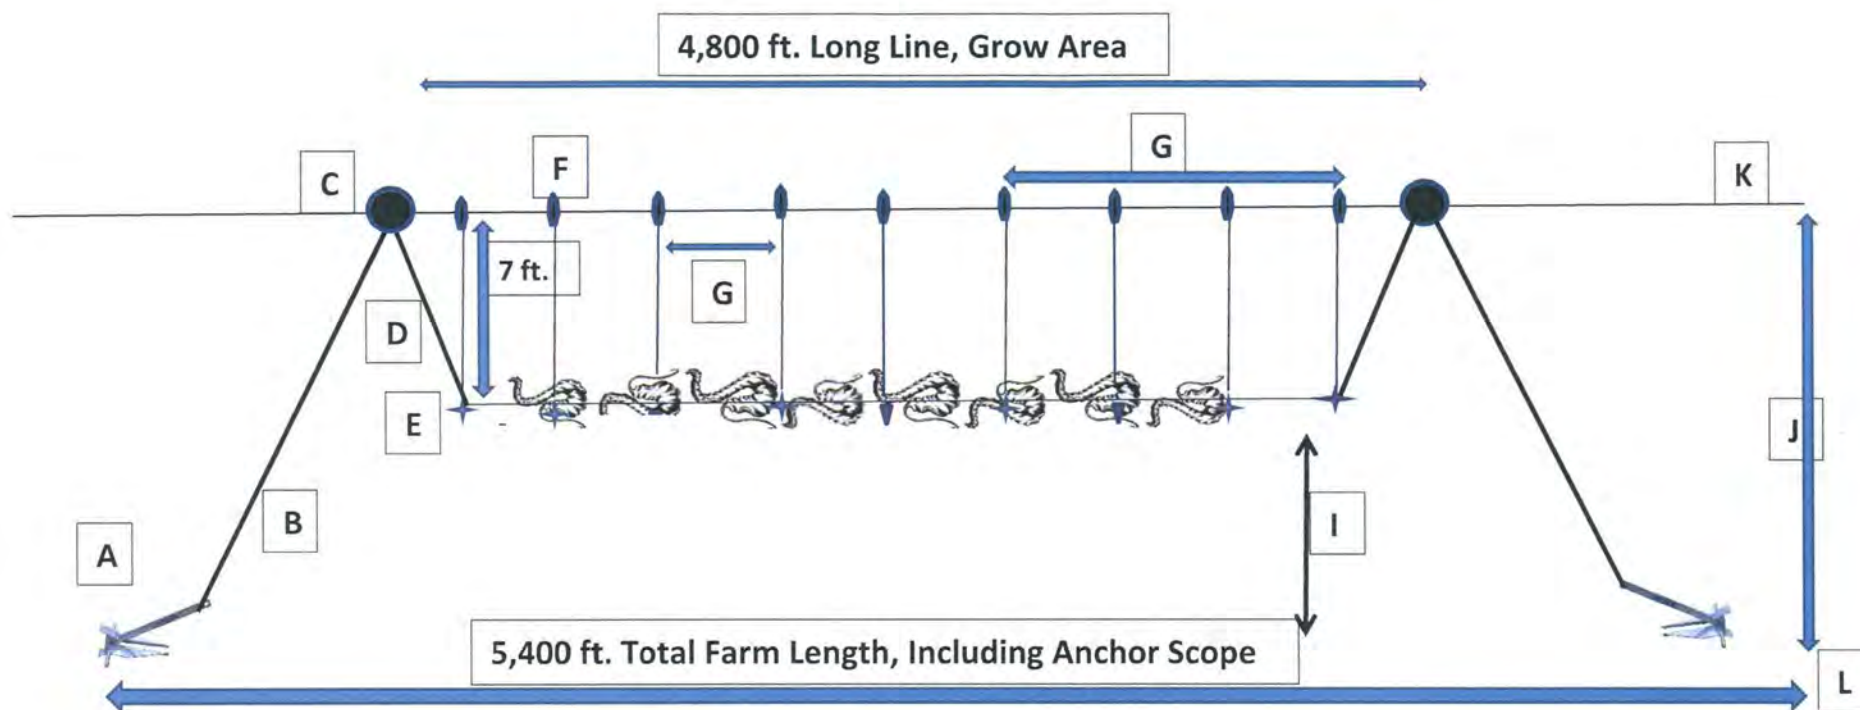 4,800 ft. Long Line, Grow Area
G
F
C
K
7 ft.
G
D
E
J
B
I
A
5,400 ft. Total Farm Length, Including Anchor Scope
L